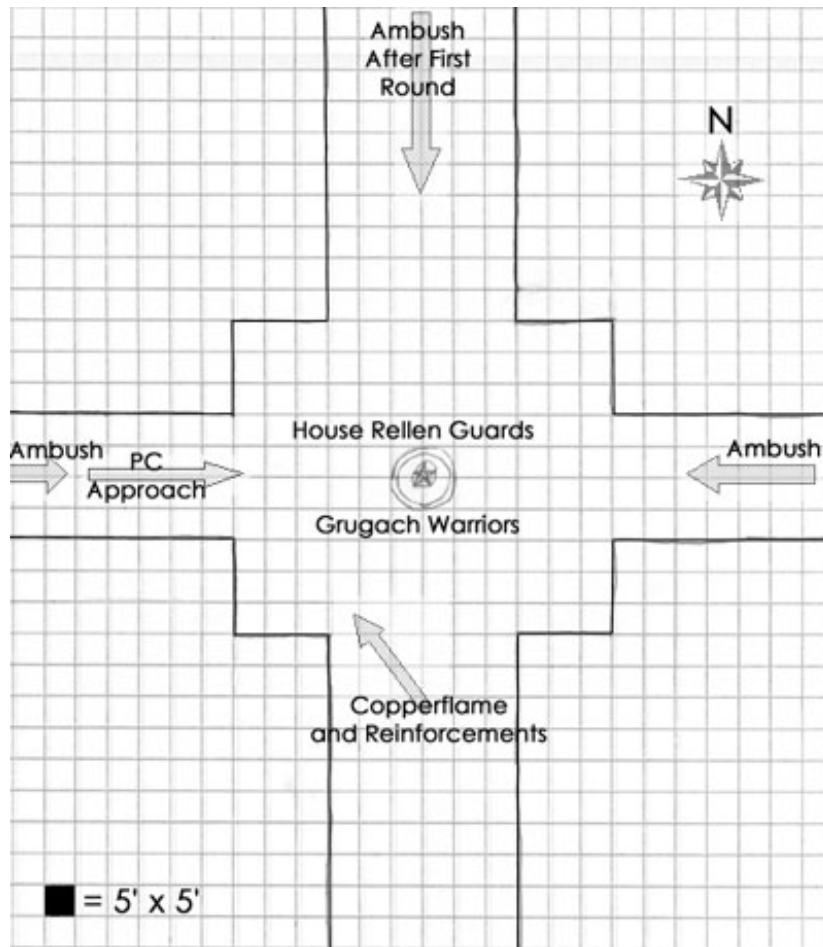 Ambush
After First
Round
N
House Rellen Guards
Ambush
PC
Approach
Ambush
Grugach Warriors
Copperflame
and Reinforcements
= 5' x 5'